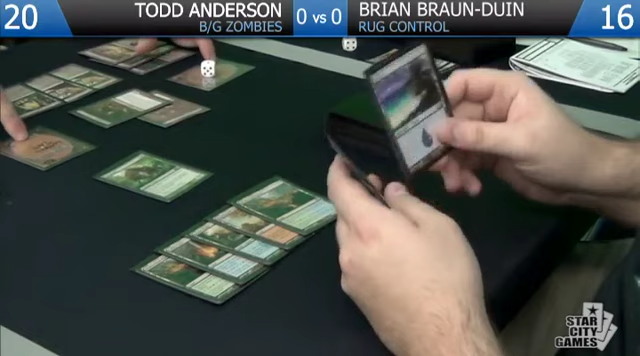 20
TODD ANDERSON
B/G ZOMBIES
0 vs 0
BRIAN BRAUN-DUIN
RUG CONTROL
16
STAR
CITY
GAMES